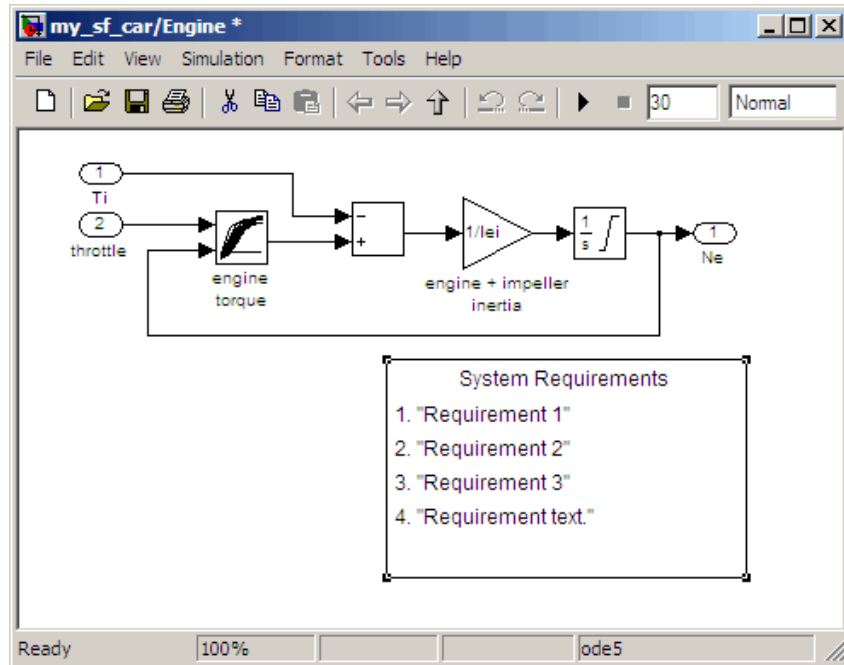 my_sf_car/Engine *
File Edit View Simulation Format Tools Help
30 Normal
1
Ti
2
throttle
engine
torque
−
+
1/Iei
engine + impeller
inertia
1
s
1
Ne
System Requirements
1. "Requirement 1"
2. "Requirement 2"
3. "Requirement 3"
4. "Requirement text."
Ready 100% ode5